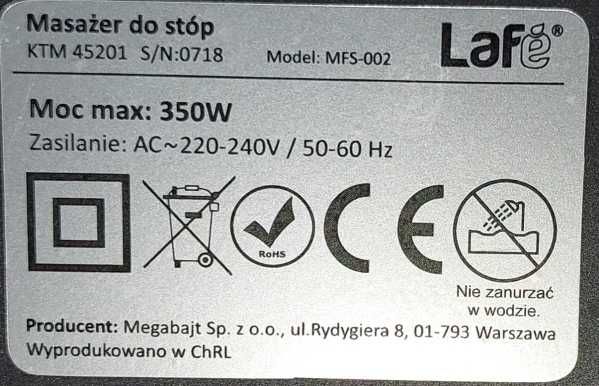 Masażer do stóp
KTM 45201 S/N:0718 Model: MFS-002
Lafe®
Moc max: 350W
Zasilanie: AC~220-240V / 50-60 Hz
RoHS
CE
Nie zanurzać
w wodzie.
Producent: Megabajt Sp. z o.o., ul.Rydygiera 8, 01-793 Warszawa
Wyprodukowano w ChRL